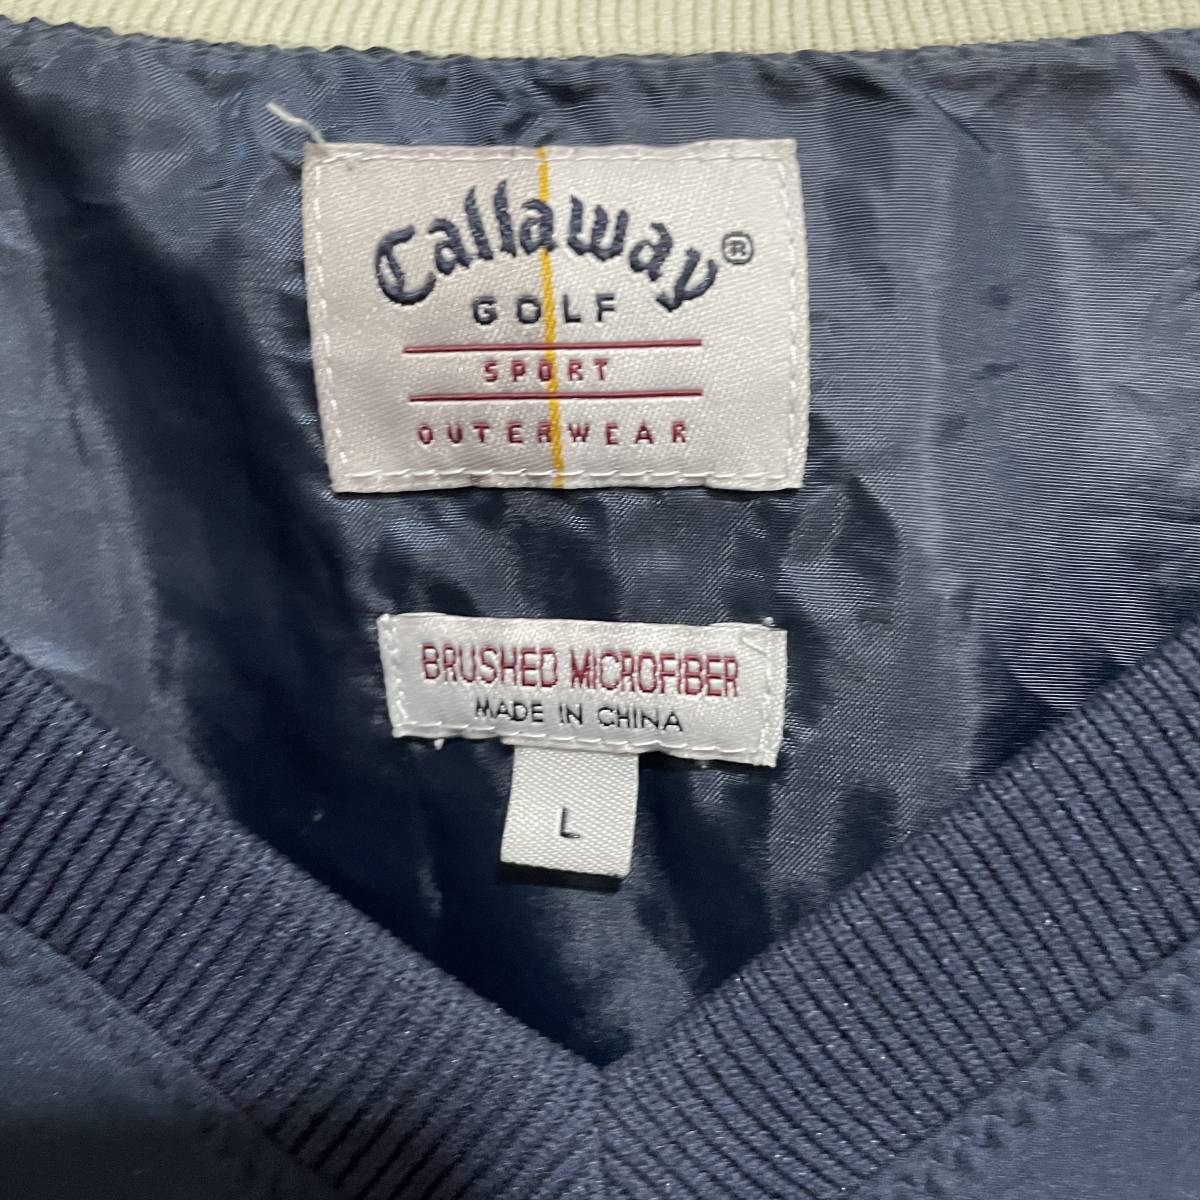 Callaway®
GOLF
SPORT
OUTERWEAR
BRUSHED MICROFIBER
MADE IN CHINA
L